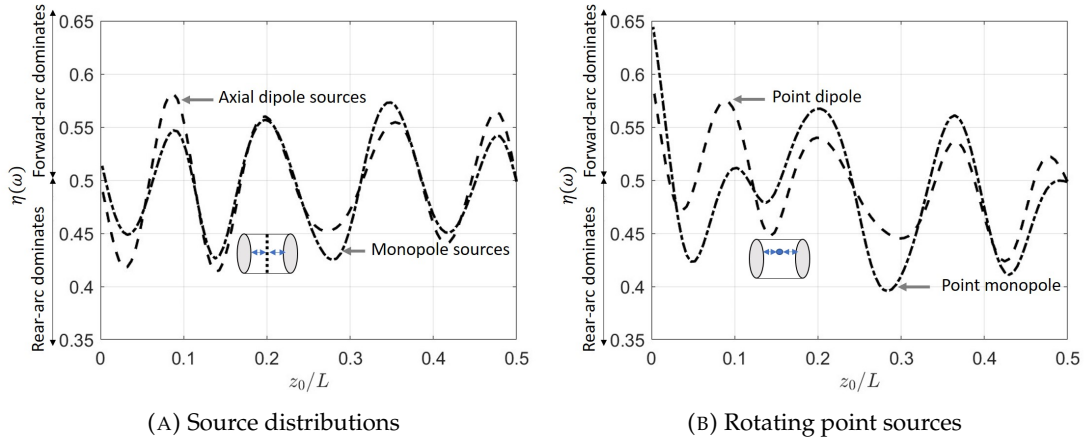 Forward-arc dominates
Rear-arc dominates
η(ω)
0.65
0.6
0.55
0.5
0.45
0.4
0.35
Axial dipole sources
Monopole sources
0
0.1
0.2
0.3
0.4
0.5
z₀/L
(A) Source distributions
Forward-arc dominates
Rear-arc dominates
η(ω)
0.65
0.6
0.55
0.5
0.45
0.4
0.35
Point dipole
Point monopole
0
0.1
0.2
0.3
0.4
0.5
z₀/L
(B) Rotating point sources